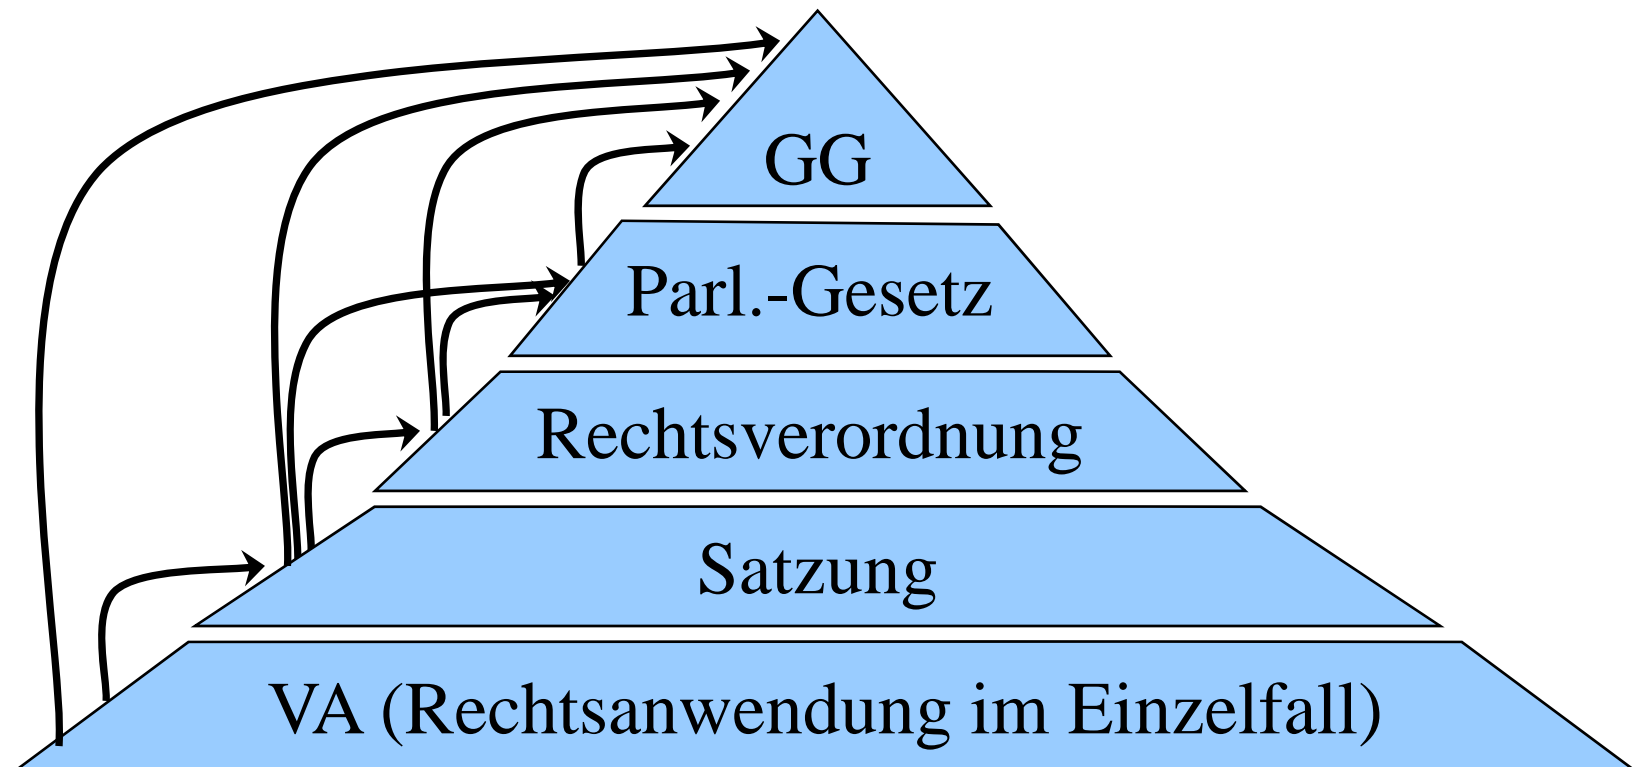 GG
Parl.-Gesetz
Rechtsverordnung
Satzung
VA (Rechtsanwendung im Einzelfall)